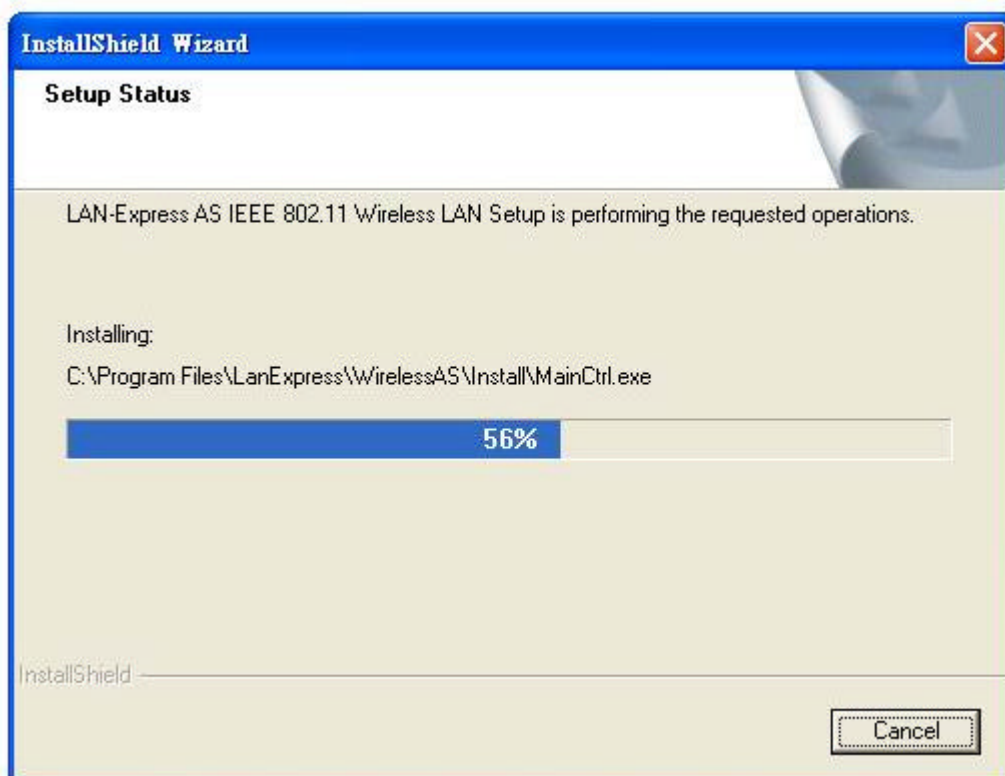 InstallShield Wizard
Setup Status
LAN-Express AS IEEE 802.11 Wireless LAN Setup is performing the requested operations.
Installing:
C:\Program Files\LanExpress\WirelessAS\Install\MainCtrl.exe
56%
InstallShield
Cancel